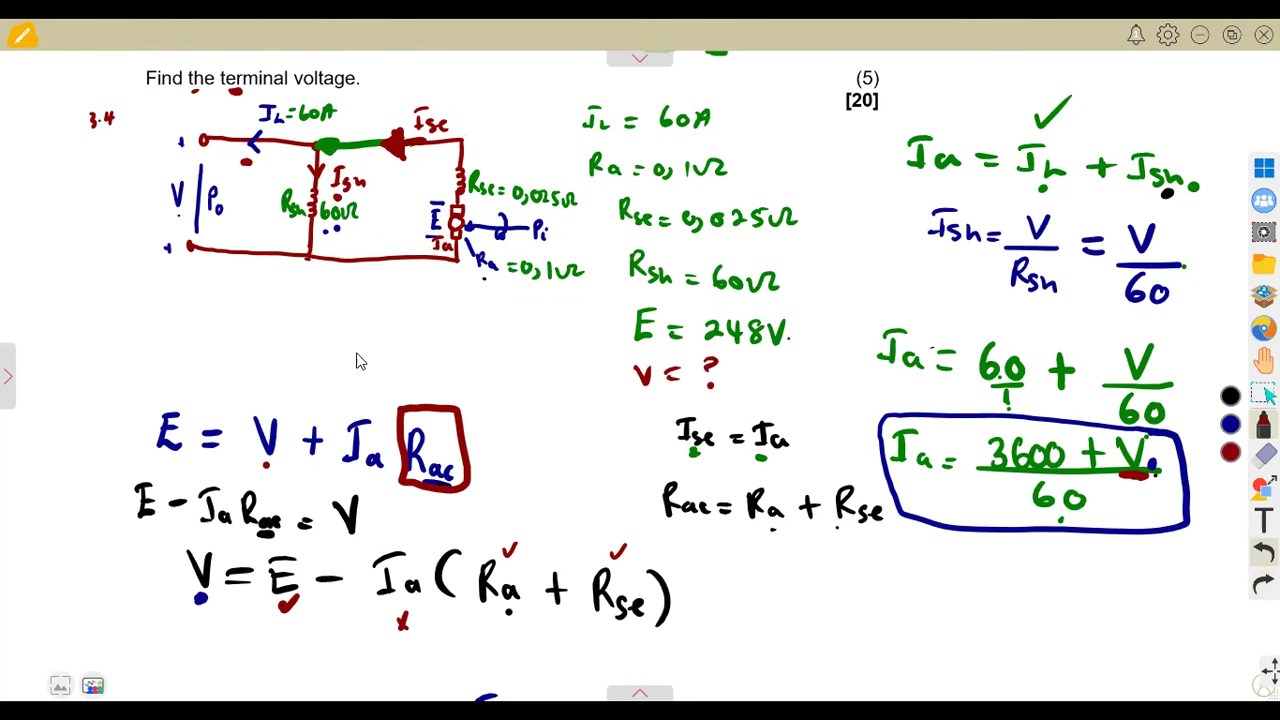 Find the terminal voltage.
(5)
[20]
3.4
IL = 60A
Ise
+
V
P0
+
Ish
Rsh
60Ω
Rse = 0,025Ω
E
Ia
Pi
Ra = 0,1Ω
IL = 60A
Ra = 0,1Ω
Rse = 0,025Ω
Rsh = 60Ω
E = 248V.
V = ?
Ise = Ia
Rac = Ra + Rse
Ia = IL + Ish
Ish = V/Rsh = V/60
Ia = 60/1 + V/60
Ia = 3600 + V/60
E = V + Ia Rac
E - Ia Rac = V
V = E - Ia (Ra + Rse)
T